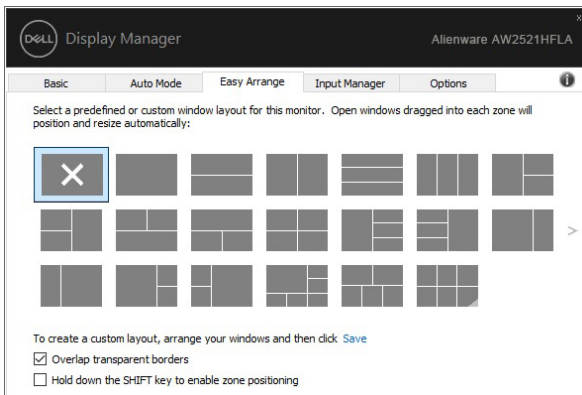 DELL Display Manager
Alienware AW2521HFLA
Basic Auto Mode Easy Arrange Input Manager Options
Select a predefined or custom window layout for this monitor. Open windows dragged into each zone will
position and resize automatically:
To create a custom layout, arrange your windows and then click Save
Overlap transparent borders
Hold down the SHIFT key to enable zone positioning